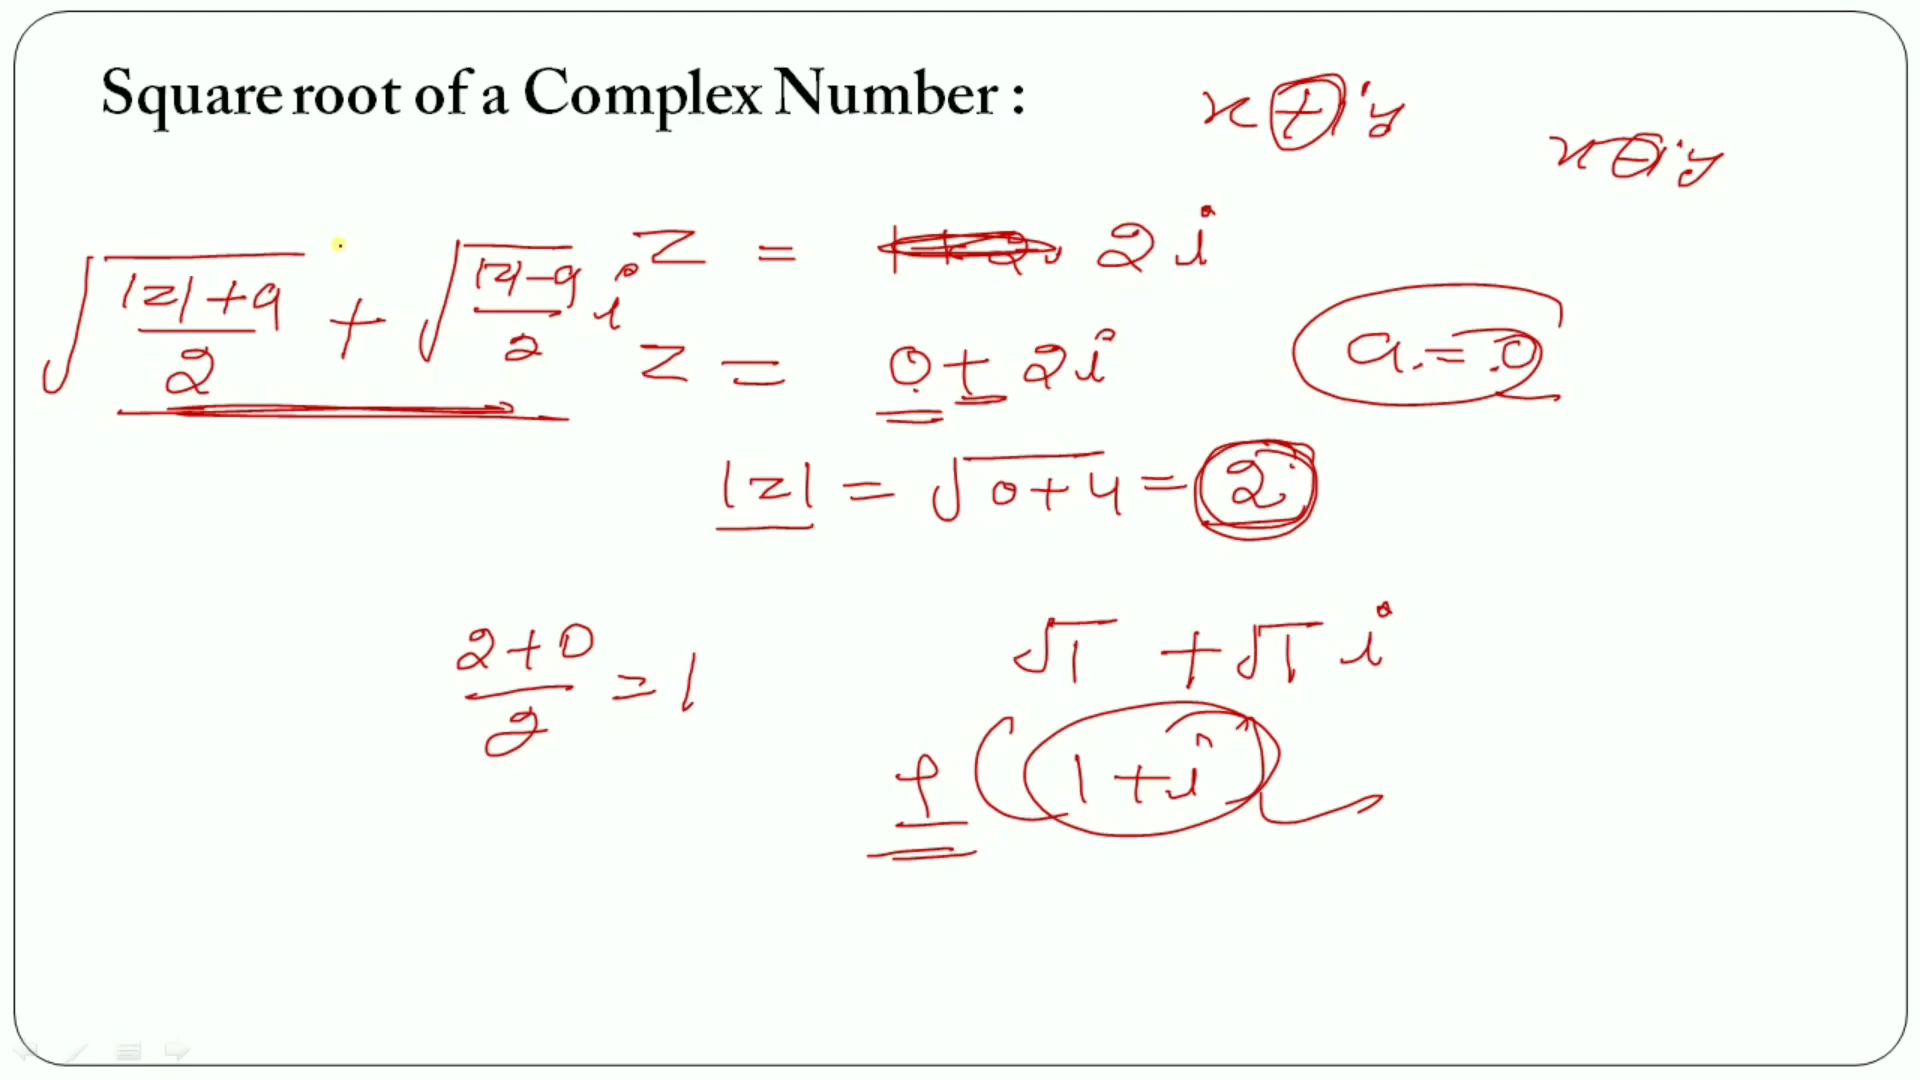 Square root of a Complex Number :
x + iy
x - iy
√((|z| + a)/2) + √((|z| - a)/2) i
z = 2i
z = 0 + 2i
a = 0
|z| = √(0+4) = 2
(2+0)/2 = 1
√1 + √1 i
± (1 + i)